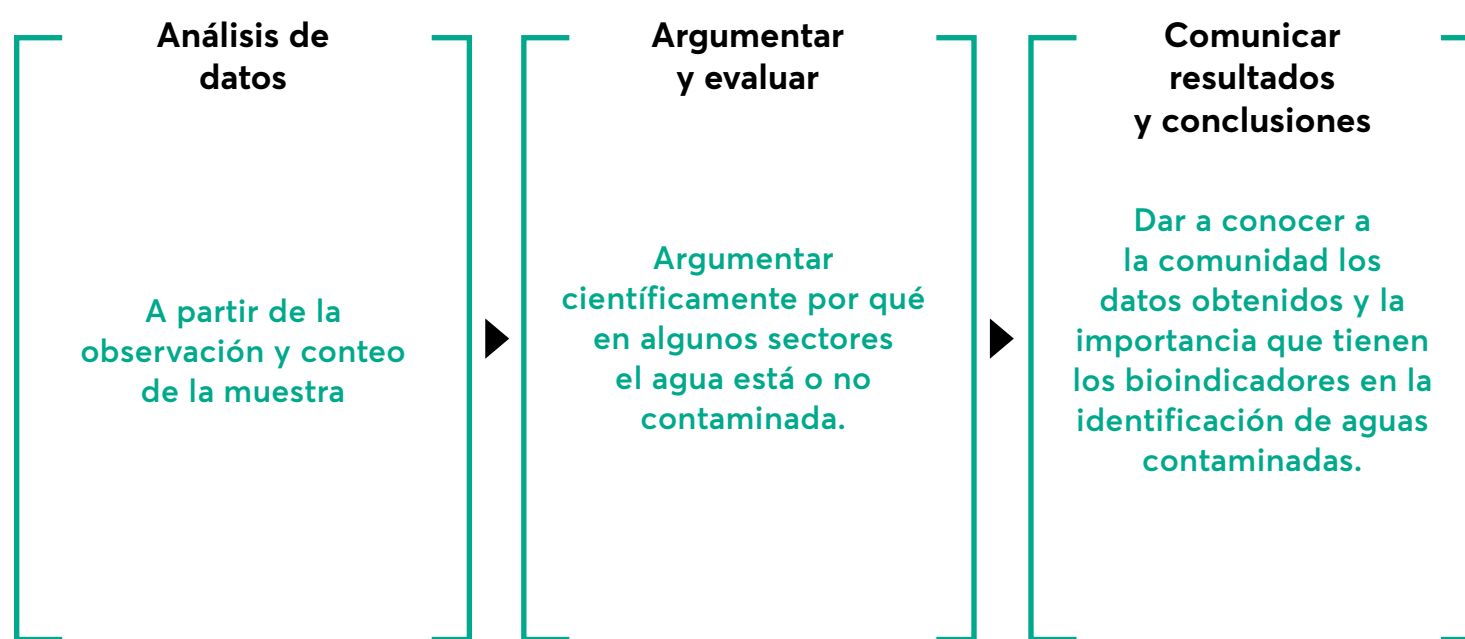 Análisis de
datos
A partir de la
observación y conteo
de la muestra
Argumentar
y evaluar
Argumentar
científicamente por qué
en algunos sectores
el agua está o no
contaminada.
Comunicar
resultados
y conclusiones
Dar a conocer a
la comunidad los
datos obtenidos y la
importancia que tienen
los bioindicadores en la
identificación de aguas
contaminadas.